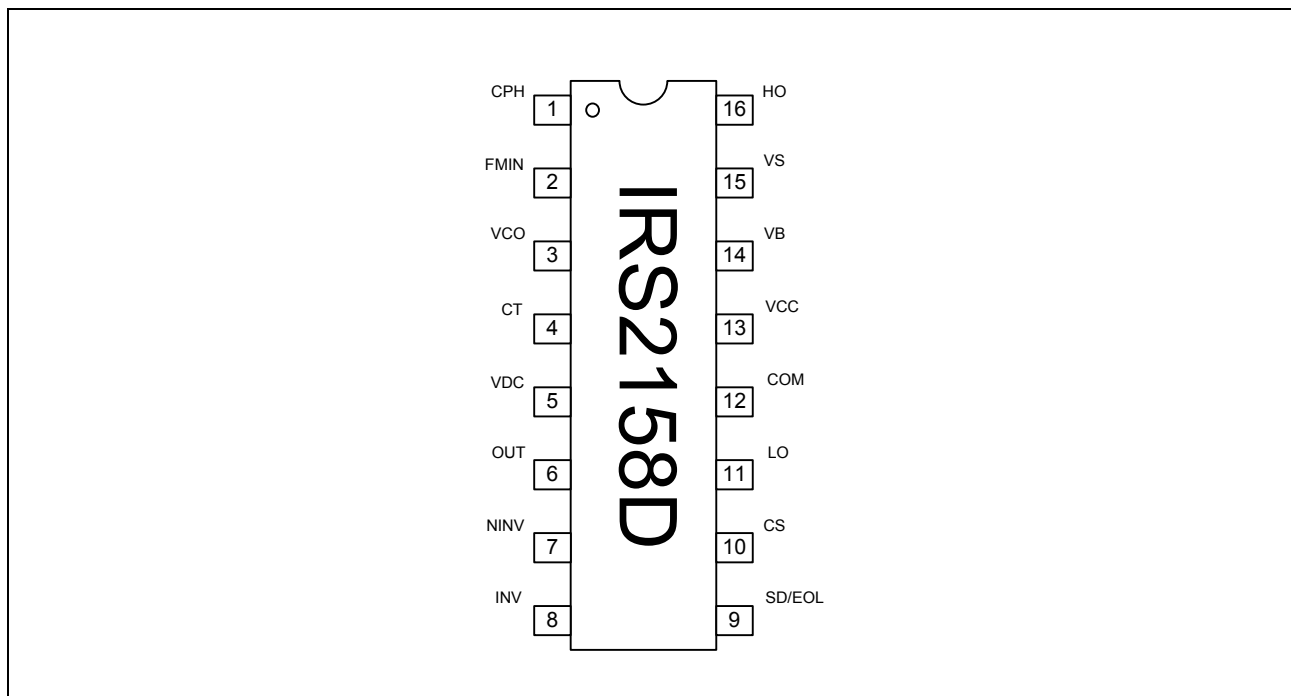 CPH 1 16 HO
FMIN 2 15 VS
VCO 3 14 VB
CT 4 13 VCC
VDC 5 12 COM
OUT 6 11 LO
NINV 7 10 CS
INV 8 9 SD/EOL
IRS2158D